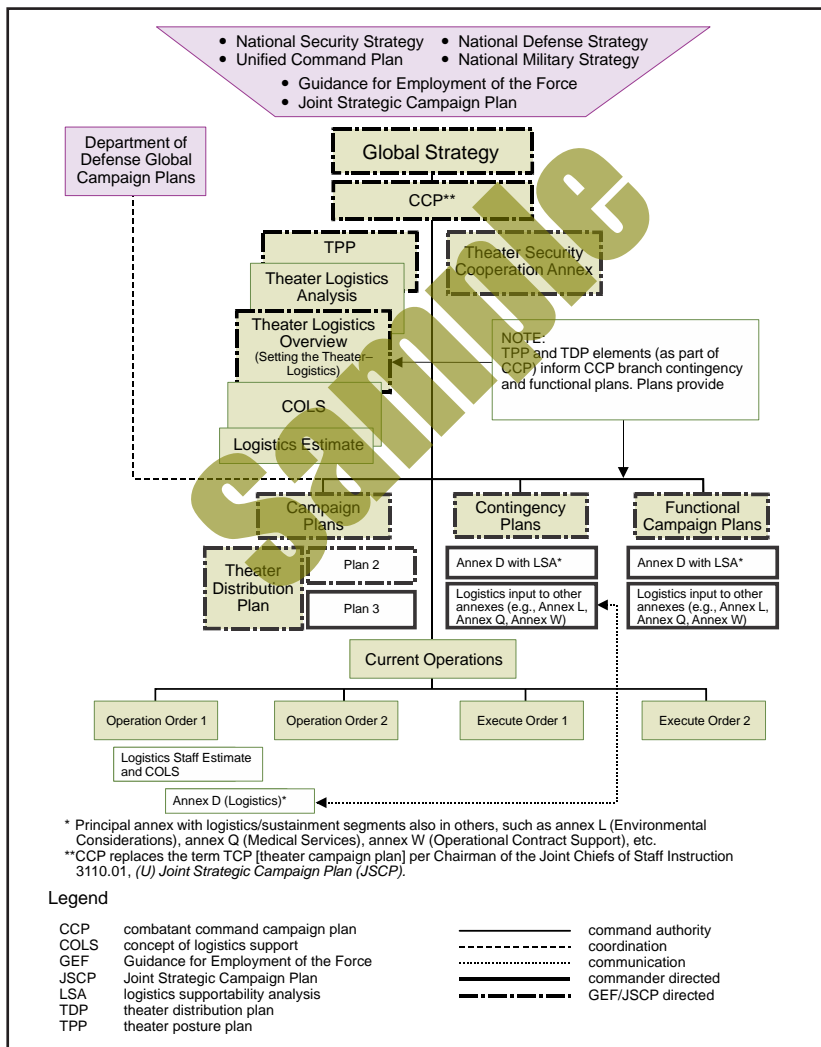 • National Security Strategy • National Defense Strategy
• Unified Command Plan • National Military Strategy
• Guidance for Employment of the Force
• Joint Strategic Campaign Plan
Department of
Defense Global
Campaign Plans
Global Strategy
CCP**
TPP
Theater Security
Cooperation Annex
Theater Logistics
Analysis
Theater Logistics
Overview
(Setting the Theater–
Logistics)
NOTE:
TPP and TDP elements (as part of
CCP) inform CCP branch contingency
and functional plans. Plans provide
COLS
Logistics Estimate
Sample
Campaign
Plans
Contingency
Plans
Functional
Campaign Plans
Theater
Distribution
Plan
Plan 2
Plan 3
Annex D with LSA*
Logistics input to other
annexes (e.g., Annex L,
Annex Q, Annex W)
Annex D with LSA*
Logistics input to other
annexes (e.g., Annex L,
Annex Q, Annex W)
Current Operations
Operation Order 1
Operation Order 2
Execute Order 1
Execute Order 2
Logistics Staff Estimate
and COLS
Annex D (Logistics)*
* Principal annex with logistics/sustainment segments also in others, such as annex L (Environmental
Considerations), annex Q (Medical Services), annex W (Operational Contract Support), etc.
**CCP replaces the term TCP [theater campaign plan] per Chairman of the Joint Chiefs of Staff Instruction
3110.01, (U) Joint Strategic Campaign Plan (JSCP).
Legend
CCP combatant command campaign plan
COLS concept of logistics support
GEF Guidance for Employment of the Force
JSCP Joint Strategic Campaign Plan
LSA logistics supportability analysis
TDP theater distribution plan
TPP theater posture plan
command authority
coordination
communication
commander directed
GEF/JSCP directed